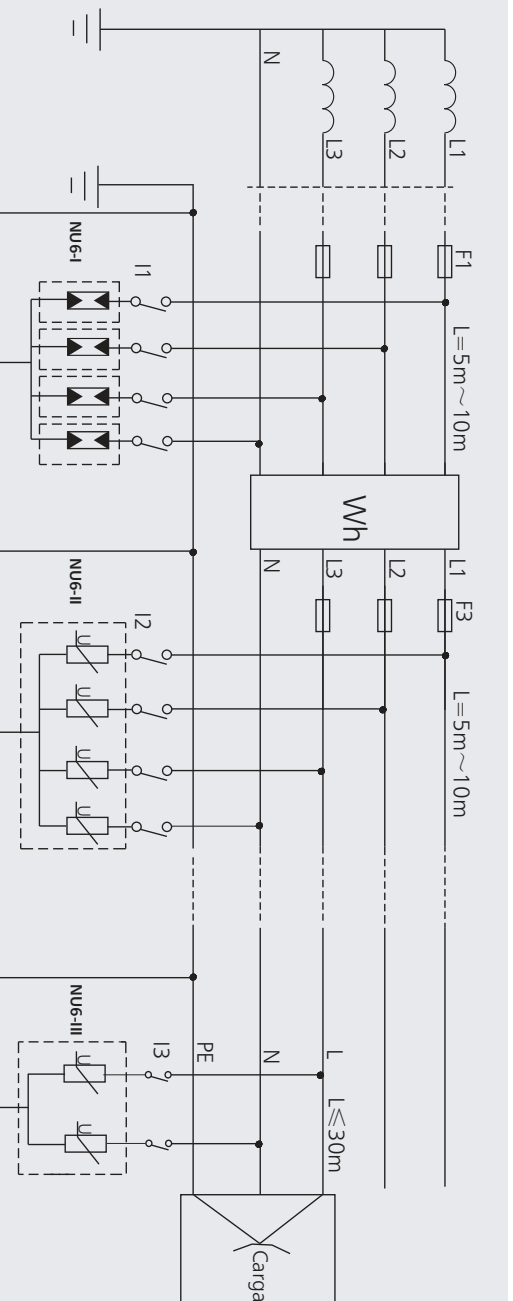 L1
L2
L3
N
F1
L=5m~10m
I1
NU6-I
Wh
L1
L2
L3
N
F3
L=5m~10m
I2
NU6-II
U
U
U
U
L
N
PE
L≤30m
I3
NU6-III
U
U
Carga